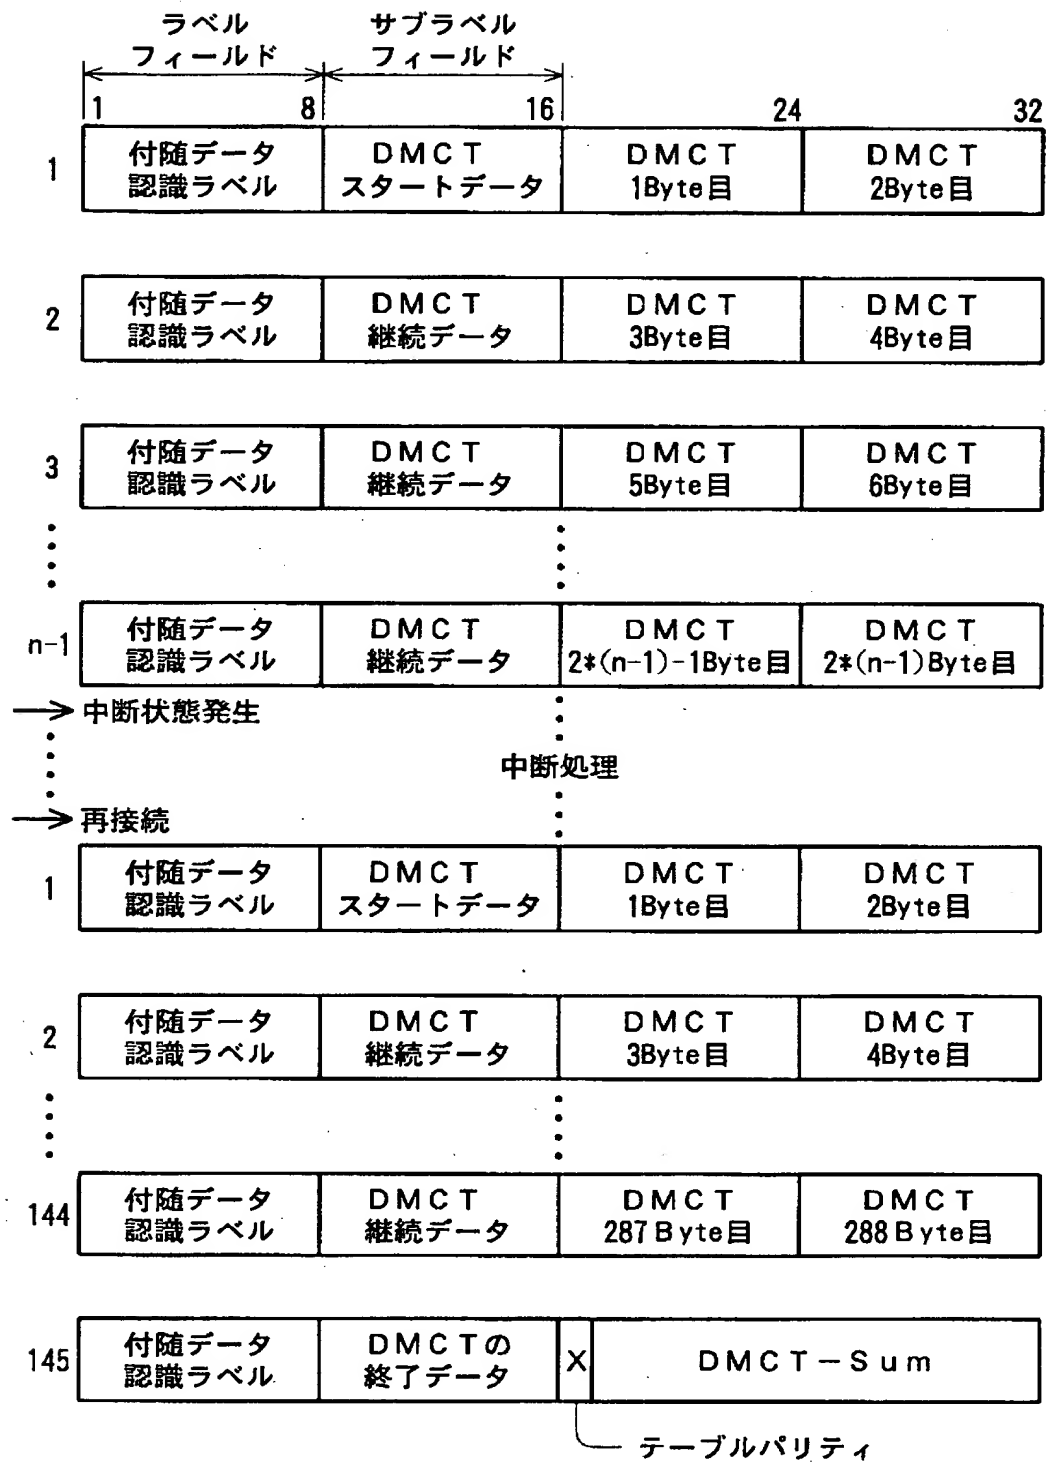 ラベル サブラベル
フィールド フィールド
1 8 16 24 32
1 付随データ DMCT DMCT DMCT
認識ラベル スタートデータ 1Byte目 2Byte目
2 付随データ DMCT DMCT DMCT
認識ラベル 継続データ 3Byte目 4Byte目
3 付随データ DMCT DMCT DMCT
認識ラベル 継続データ 5Byte目 6Byte目
n-1 付随データ DMCT DMCT DMCT
認識ラベル 継続データ 2*(n-1)-1Byte目 2*(n-1)Byte目
中断状態発生
中断処理
再接続
1 付随データ DMCT DMCT DMCT
認識ラベル スタートデータ 1Byte目 2Byte目
2 付随データ DMCT DMCT DMCT
認識ラベル 継続データ 3Byte目 4Byte目
144 付随データ DMCT DMCT DMCT
認識ラベル 継続データ 287Byte目 288Byte目
145 付随データ DMCTの X DMCT-Sum
認識ラベル 終了データ
テーブルパリティ